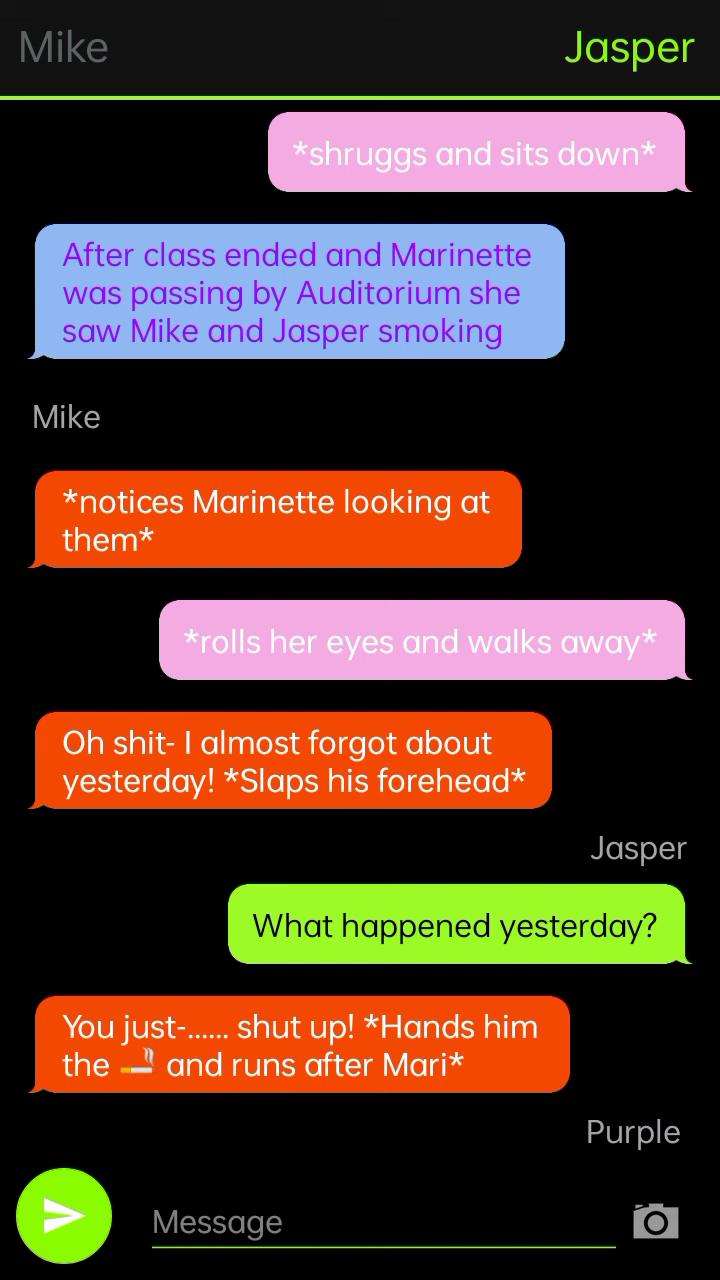 Mike Jasper
*shruggs and sits down*
After class ended and Marinette
was passing by Auditorium she
saw Mike and Jasper smoking
Mike
*notices Marinette looking at
them*
*rolls her eyes and walks away*
Oh shit- I almost forgot about
yesterday! *Slaps his forehead*
Jasper
What happened yesterday?
You just-...... shut up! *Hands him
the 🚬 and runs after Mari*
Purple
Message